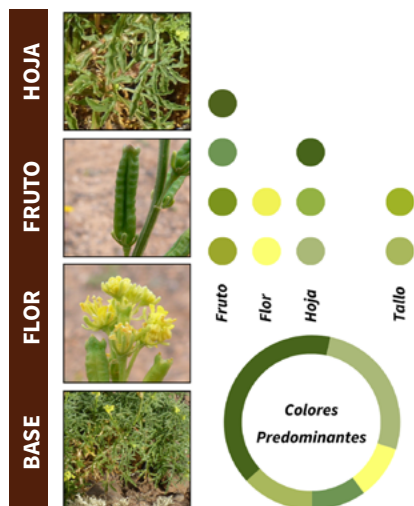 HOJA
FRUTO
FLOR
BASE
Fruto
Flor
Hoja
Tallo
Colores
Predominantes